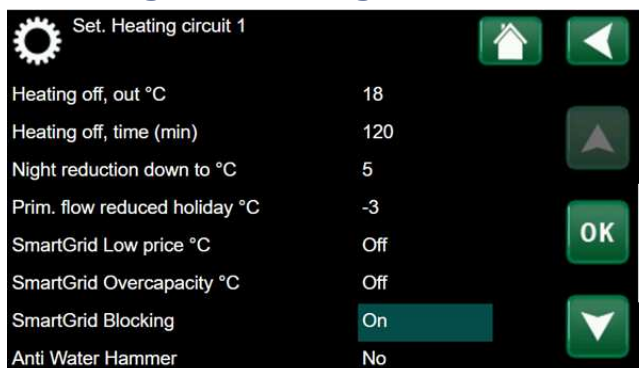 Set. Heating circuit 1
Heating off, out °C 18
Heating off, time (min) 120
Night reduction down to °C 5
Prim. flow reduced holiday °C -3
SmartGrid Low price °C Off
OK
SmartGrid Overcapacity °C Off
SmartGrid Blocking On
Anti Water Hammer No